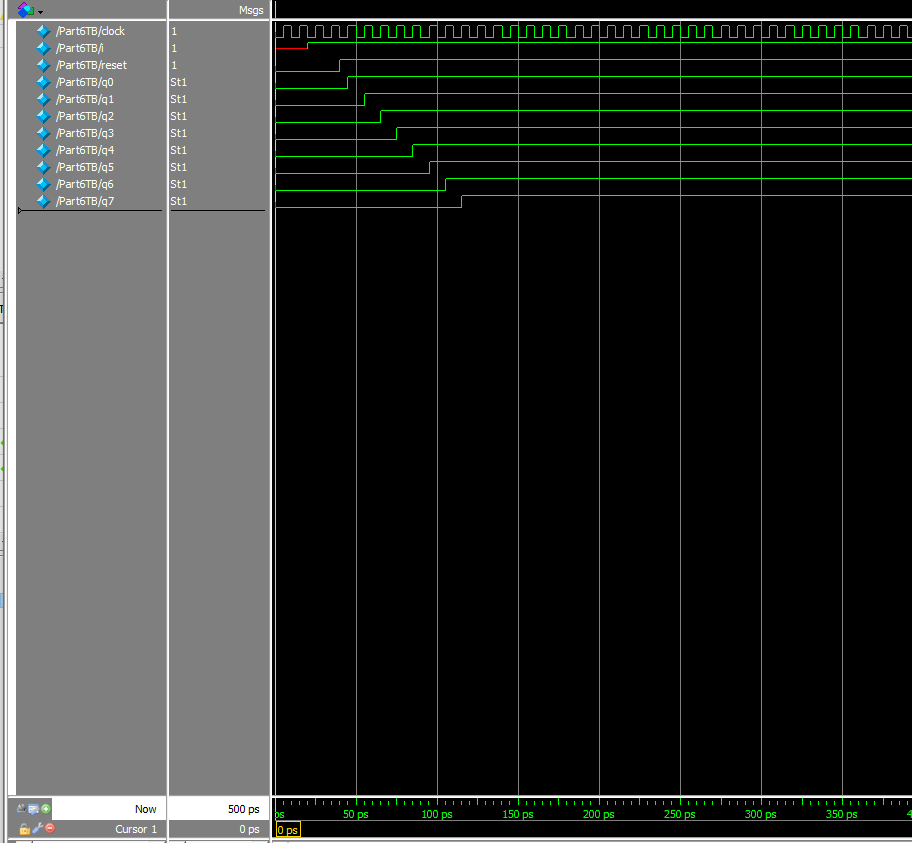 Msgs
/Part6TB/clock 1
/Part6TB/i 1
/Part6TB/reset 1
/Part6TB/q0 St1
/Part6TB/q1 St1
/Part6TB/q2 St1
/Part6TB/q3 St1
/Part6TB/q4 St1
/Part6TB/q5 St1
/Part6TB/q6 St1
/Part6TB/q7 St1
Now 500 ps ps 50 ps 100 ps 150 ps 200 ps 250 ps 300 ps 350 ps 4
Cursor 1 0 ps 0 ps